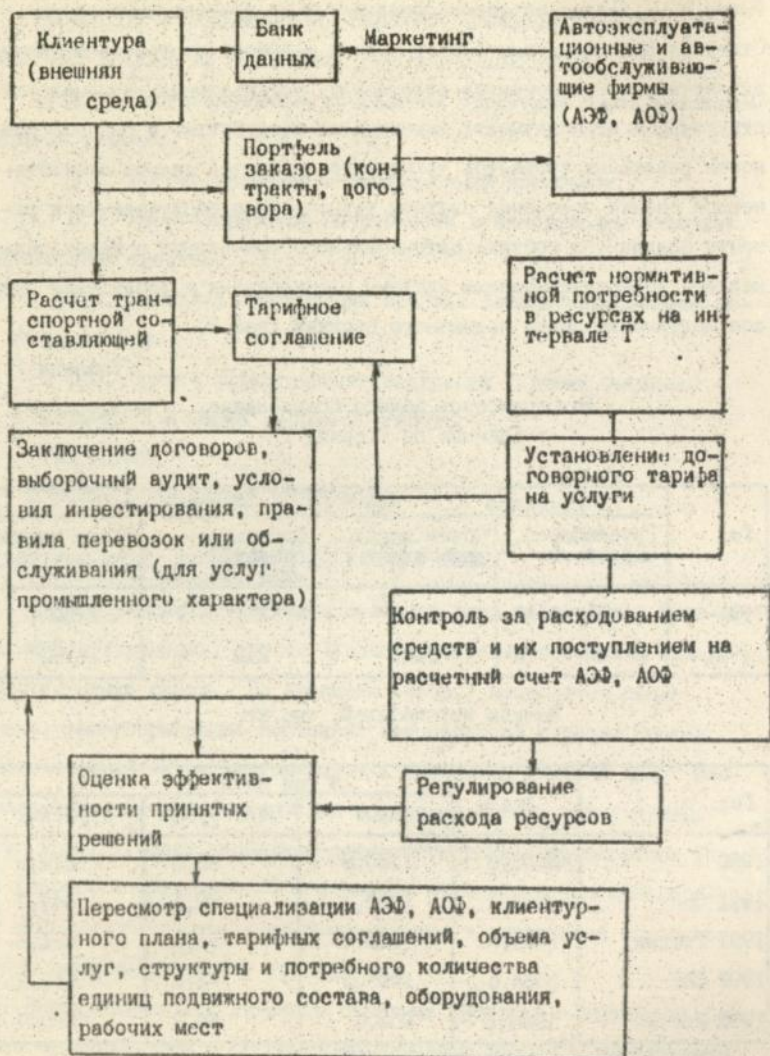 Клиентура
(внешняя
среда)
Банк
данных
Маркетинг
Автоэксплуата-
ционные и ав-
тообслуживаю-
щие фирмы
(АЭФ, АОФ)
Портфель
заказов (кон-
тракты, дого-
вора)
Расчет тран-
спортной со-
ставляющей
Тарифное
соглашение
Расчет норматив-
ной потребности
в ресурсах на ин-
тервале Т
Заключение договоров,
выборочный аудит, усло-
вия инвестирования, пра-
вила перевозок или об-
служивания (для услуг
промышленного характера)
Установление до-
говорного тарифа
на услуги
Контроль за расходованием
средств и их поступлением на
расчетный счет АЭФ, АОФ
Оценка эффектив-
ности принятых
решений
Регулирование
расхода ресурсов
Пересмотр специализации АЭФ, АОФ, клиентур-
ного плана, тарифных соглашений, объема ус-
луг, структуры и потребного количества
единиц подвижного состава, оборудования,
рабочих мест